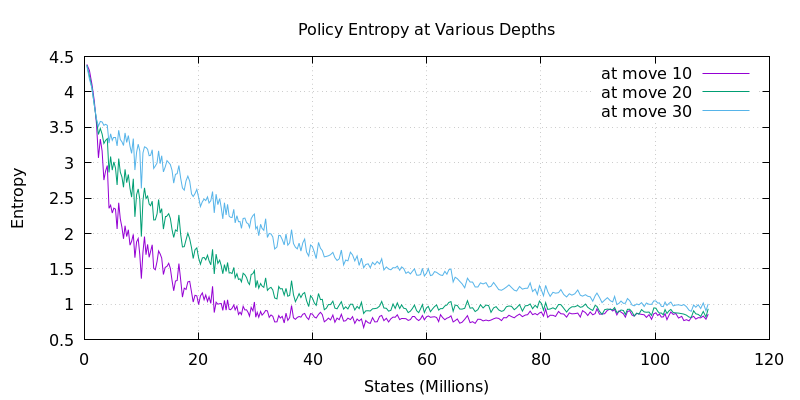 Policy Entropy at Various Depths
at move 10
at move 20
at move 30
Entropy
4.5
4
3.5
3
2.5
2
1.5
1
0.5
0 20 40 60 80 100 120
States (Millions)